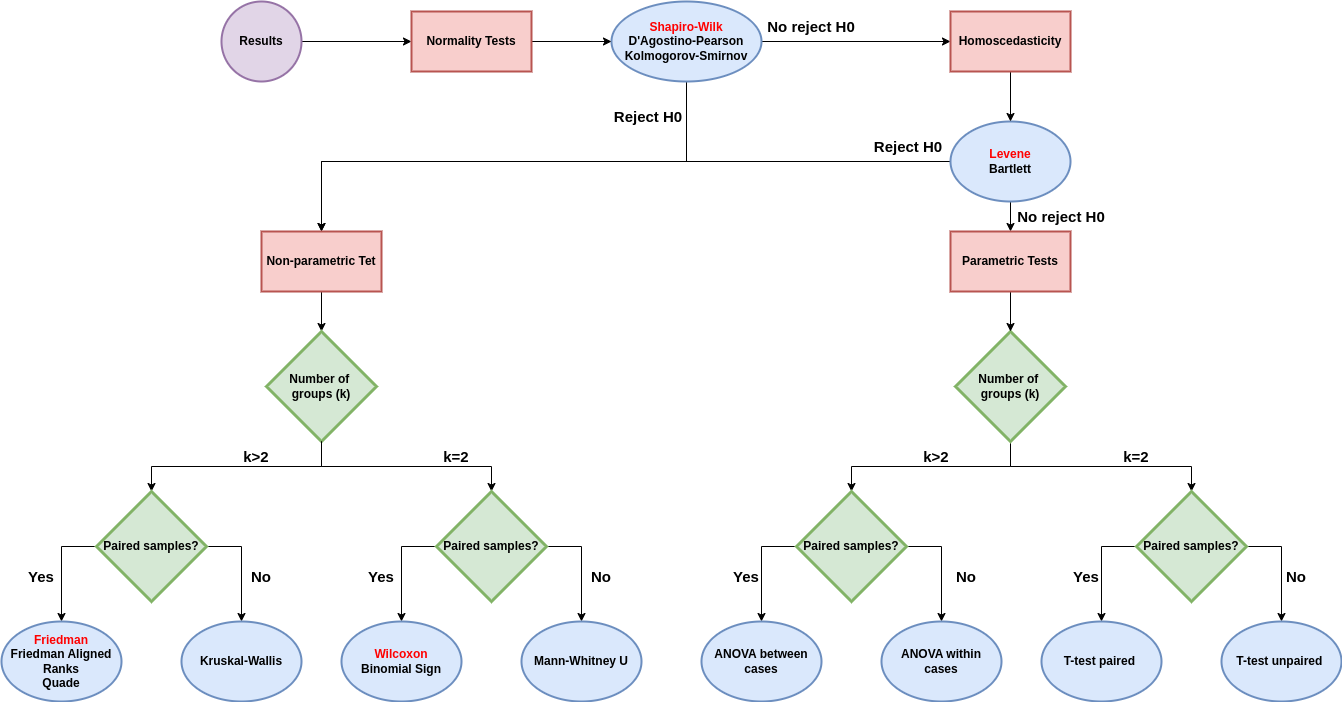 Results
Normality Tests
Shapiro-Wilk
D'Agostino-Pearson
Kolmogorov-Smirnov
No reject H0
Homoscedasticity
Reject H0
Reject H0
Levene
Bartlett
No reject H0
Non-parametric Tet
Parametric Tests
Number of
groups (k)
Number of
groups (k)
k>2
k=2
k>2
k=2
Paired samples?
Paired samples?
Paired samples?
Paired samples?
Yes
No
Yes
No
Yes
No
Yes
No
Friedman
Friedman Aligned
Ranks
Quade
Kruskal-Wallis
Wilcoxon
Binomial Sign
Mann-Whitney U
ANOVA between
cases
ANOVA within
cases
T-test paired
T-test unpaired